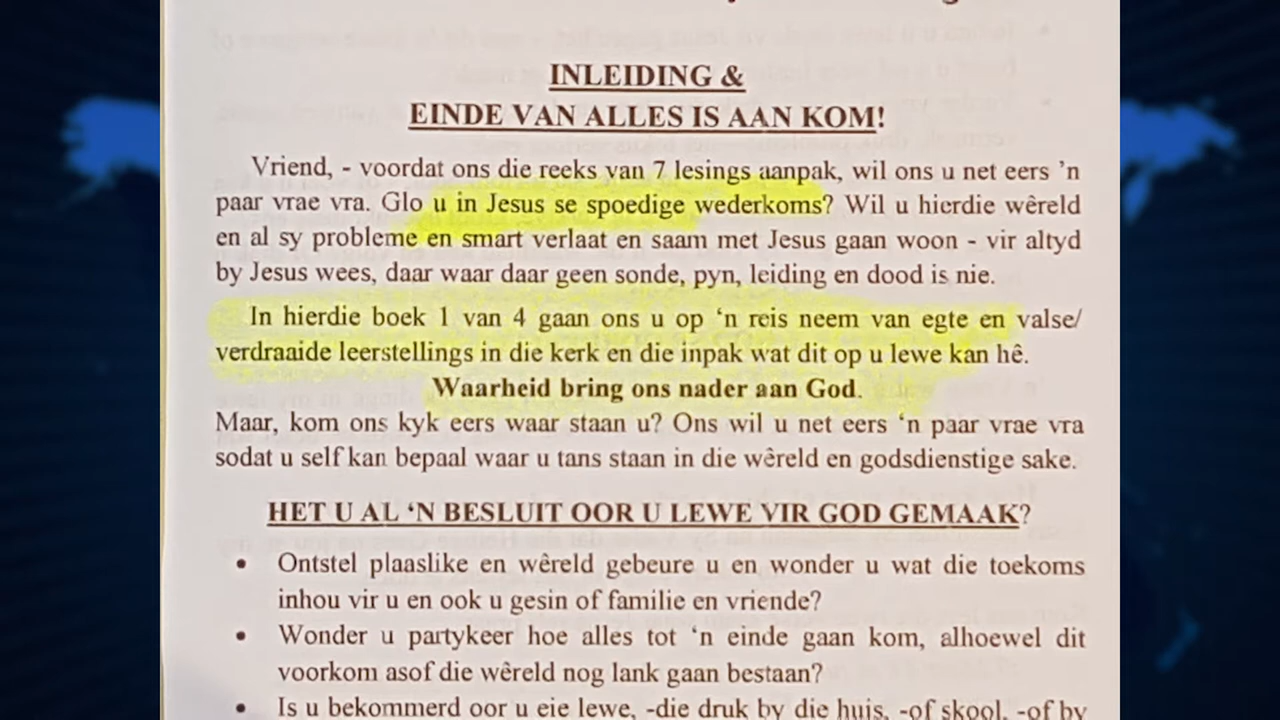 INLEIDING &
EINDE VAN ALLES IS AAN KOM!
Vriend, - voordat ons die reeks van 7 lesings aanpak, wil ons u net eers ’n
paar vrae vra. Glo u in Jesus se spoedige wederkoms? Wil u hierdie wêreld
en al sy probleme en smart verlaat en saam met Jesus gaan woon - vir altyd
by Jesus wees, daar waar daar geen sonde, pyn, leiding en dood is nie.
In hierdie boek 1 van 4 gaan ons u op ‘n reis neem van egte en valse/
verdraaide leerstellings in die kerk en die inpak wat dit op u lewe kan hê.
Waarheid bring ons nader aan God.
Maar, kom ons kyk eers waar staan u? Ons wil u net eers ‘n paar vrae vra
sodat u self kan bepaal waar u tans staan in die wêreld en godsdienstige sake.
HET U AL ‘N BESLUIT OOR U LEWE VIR GOD GEMAAK?
• Ontstel plaaslike en wêreld gebeure u en wonder u wat die toekoms
inhou vir u en ook u gesin of familie en vriende?
• Wonder u partykeer hoe alles tot ‘n einde gaan kom, alhoewel dit
voorkom asof die wêreld nog lank gaan bestaan?
• Is u bekommerd oor u eie lewe, -die druk by die huis, -of skool, -of by